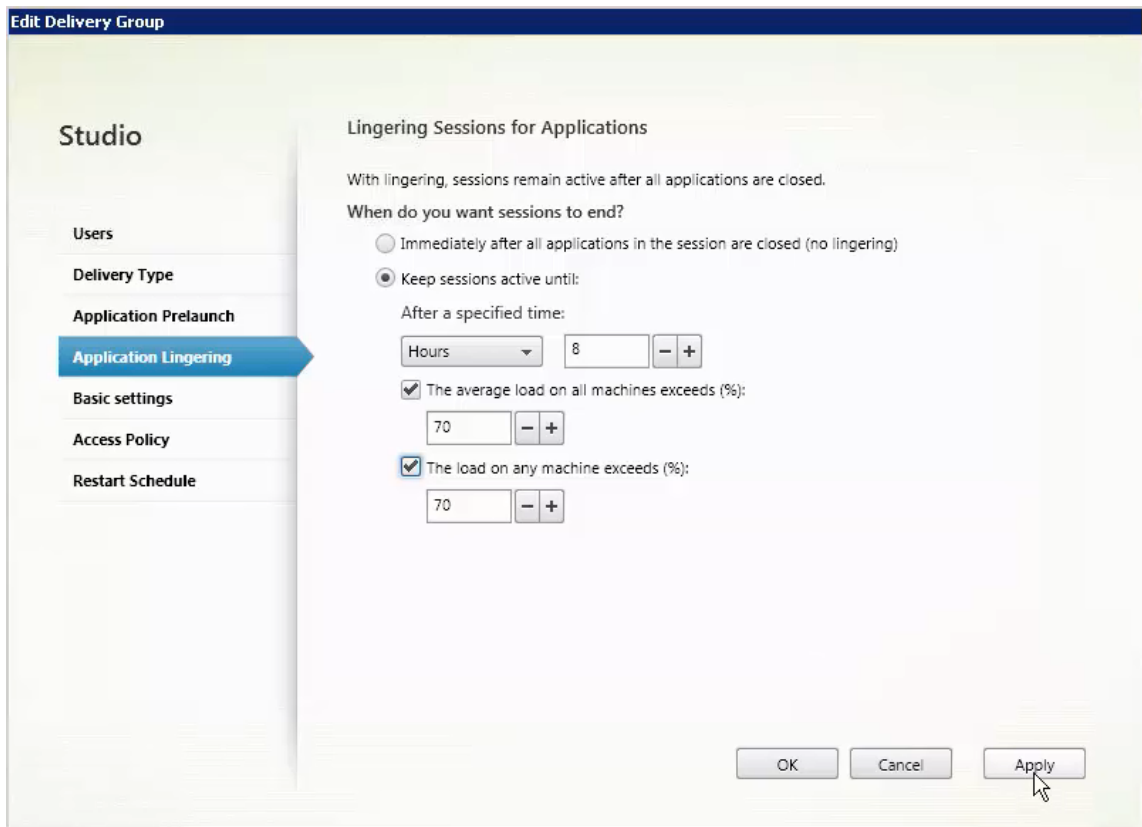 Edit Delivery Group
Studio
Users
Delivery Type
Application Prelaunch
Application Lingering
Basic settings
Access Policy
Restart Schedule
Lingering Sessions for Applications
With lingering, sessions remain active after all applications are closed.
When do you want sessions to end?
Immediately after all applications in the session are closed (no lingering)
Keep sessions active until:
After a specified time:
Hours 8 − +
The average load on all machines exceeds (%):
70 − +
The load on any machine exceeds (%):
70 − +
OK Cancel Apply